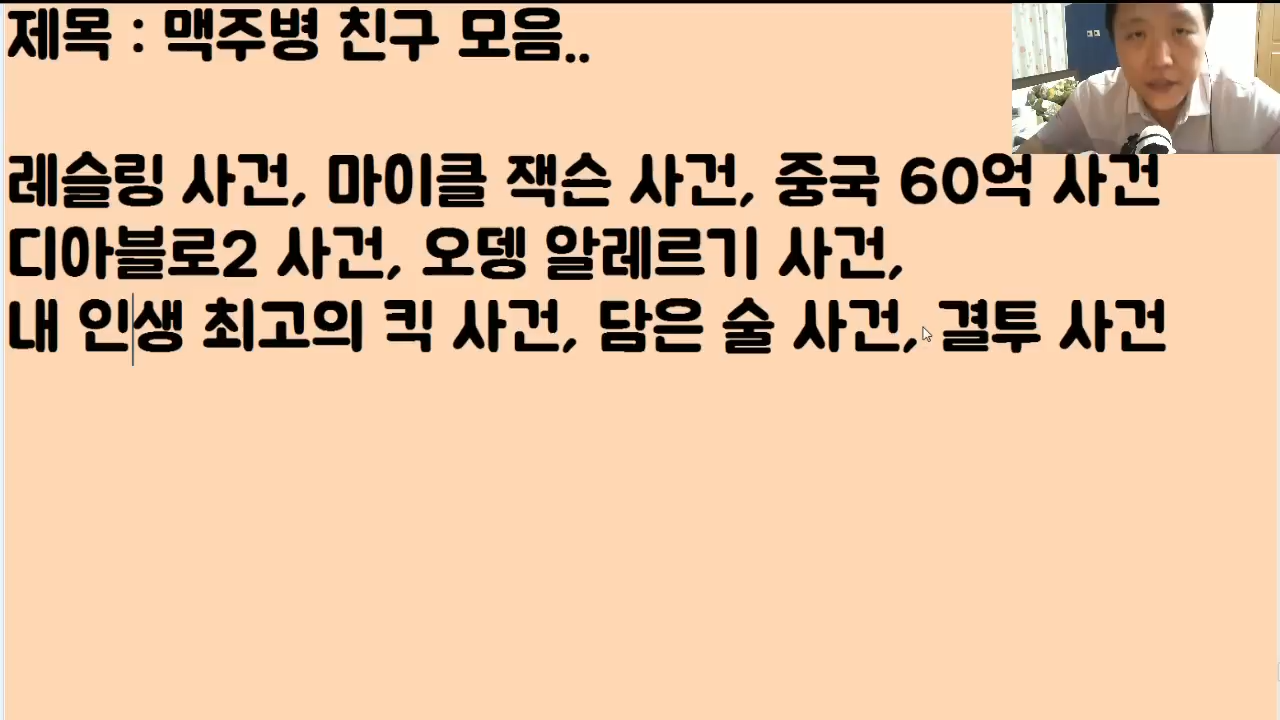 제목 : 맥주병 친구 모음..
레슬링 사건, 마이클 잭슨 사건, 중국 60억 사건
디아블로2 사건, 오뎅 알레르기 사건,
내 인생 최고의 킥 사건, 담은 술 사건, 결투 사건